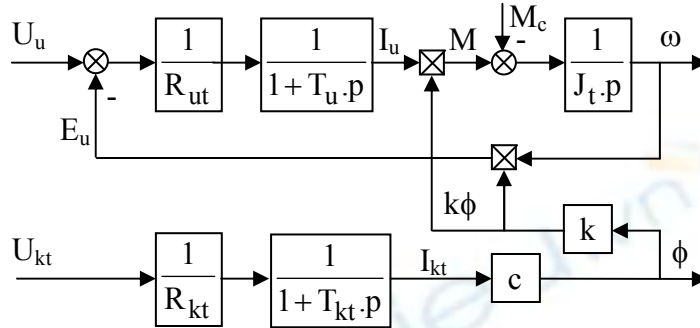 U_u
1
R_ut
1
1 + T_u.p
I_u
M
M_c
-
1
J_t.p
ω
-
E_u
kϕ
k
U_kt
1
R_kt
1
1 + T_kt.p
I_kt
c
ϕ